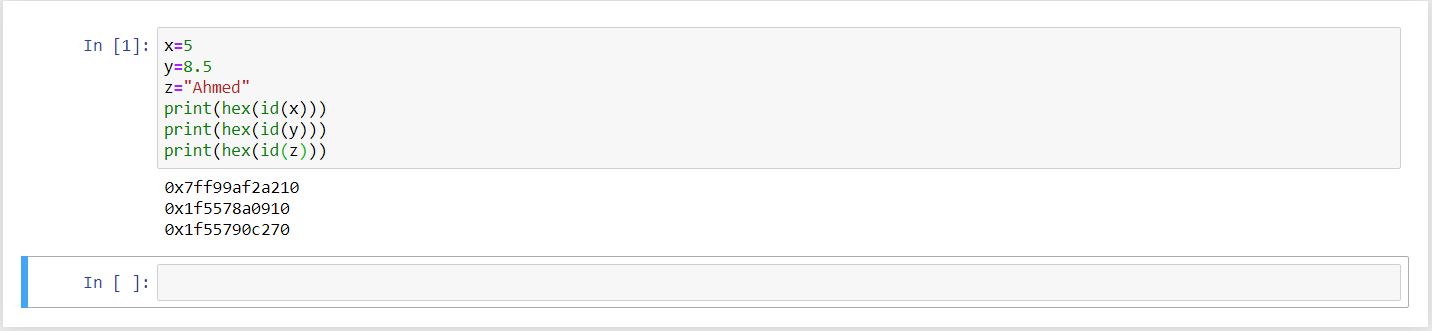 In [1]: x=5
y=8.5
z="Ahmed"
print(hex(id(x)))
print(hex(id(y)))
print(hex(id(z)))
0x7ff99af2a210
0x1f5578a0910
0x1f55790c270
In [ ]: